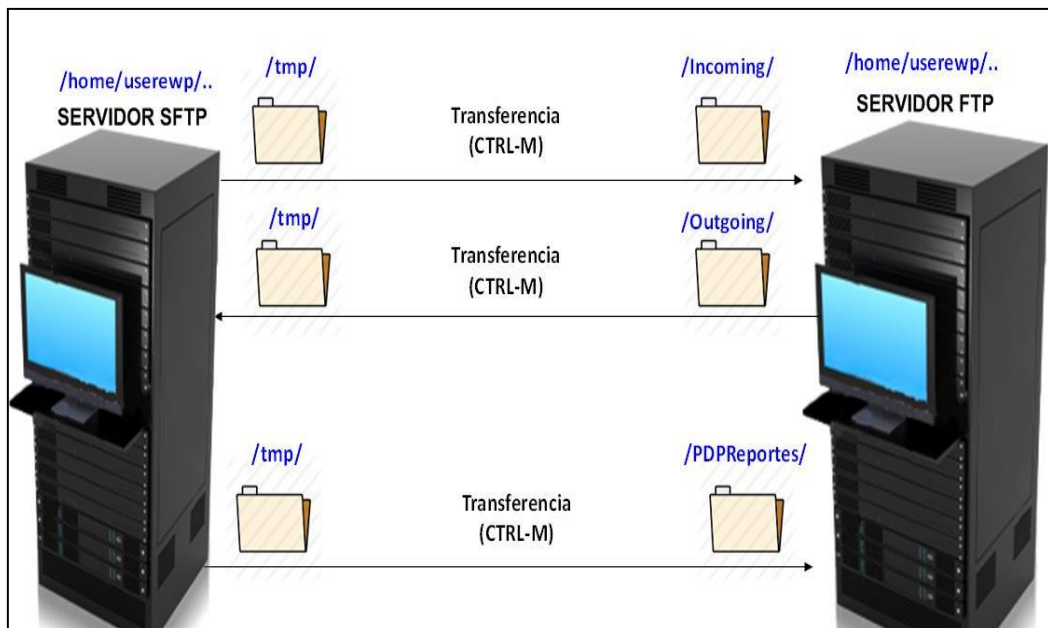 /home/userewp/..
SERVIDOR SFTP
/tmp/
Transferencia
(CTRL-M)
/Incoming/
/home/userewp/..
SERVIDOR FTP
/tmp/
Transferencia
(CTRL-M)
/Outgoing/
/tmp/
Transferencia
(CTRL-M)
/PDPReportes/